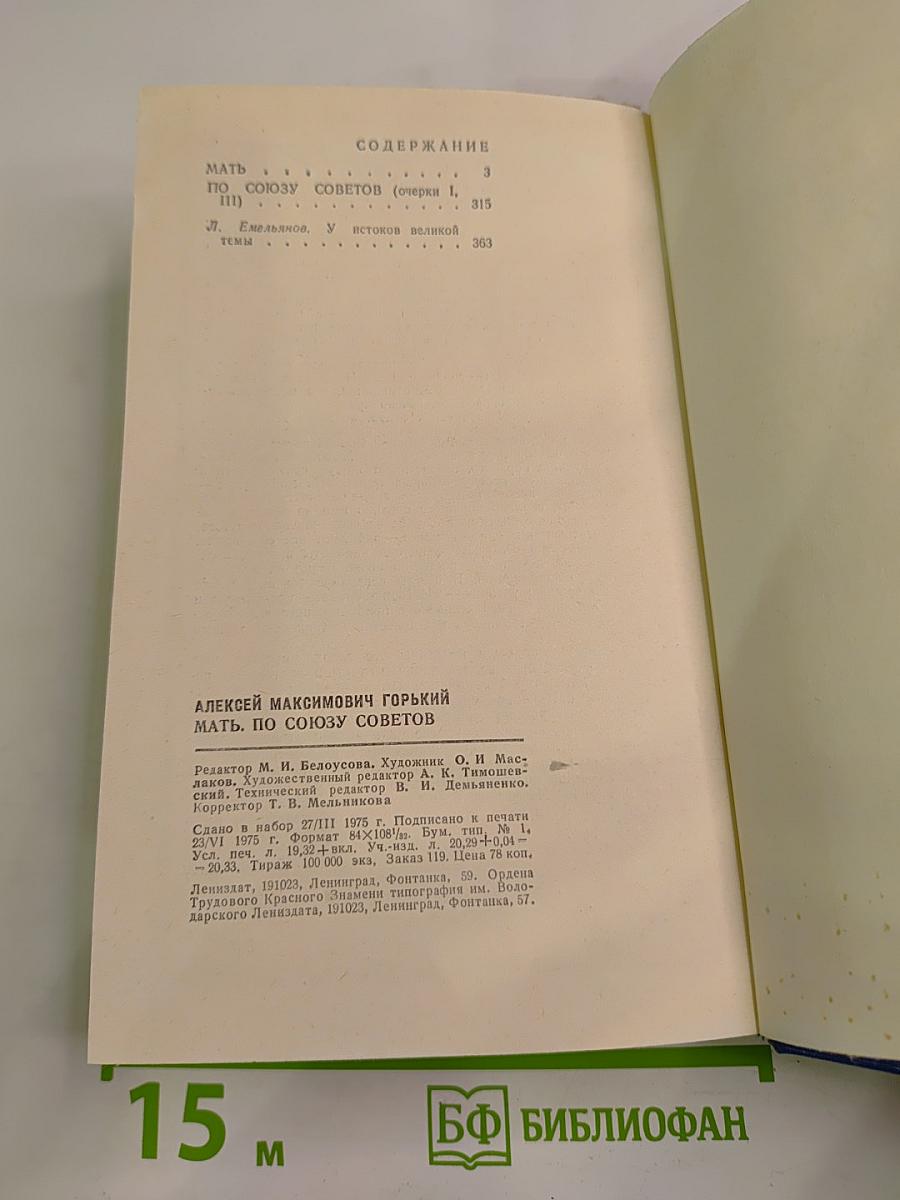 СОДЕРЖАНИЕ
МАТЬ . . . . . . . . . . . 3
ПО СОЮЗУ СОВЕТОВ (очерки I,
III) . . . . . . . . . . . 315
Л. Емельянов. У истоков великой
темы . . . . . . . . . . . 363
АЛЕКСЕЙ МАКСИМОВИЧ ГОРЬКИЙ
МАТЬ. ПО СОЮЗУ СОВЕТОВ
Редактор М. И. Белоусова. Художник О. И Мас-
лаков. Художественный редактор А. К. Тимошев-
ский. Технический редактор В. И. Демьяненко.
Корректор Т. В. Мельникова
Сдано в набор 27/III 1975 г. Подписано к печати
23/VI 1975 г. Формат 84×108¹/₃₂. Бум. тип. № 1.
Усл. печ. л. 19,32+вкл. Уч.-изд. л. 20,29+0,04=
=20,33. Тираж 100 000 экз. Заказ 119. Цена 78 коп.
Лениздат, 191023, Ленинград, Фонтанка, 59. Ордена
Трудового Красного Знамени типография им. Воло-
дарского Лениздата, 191023, Ленинград, Фонтанка, 57.
15 м
БФ БИБЛИОФАН